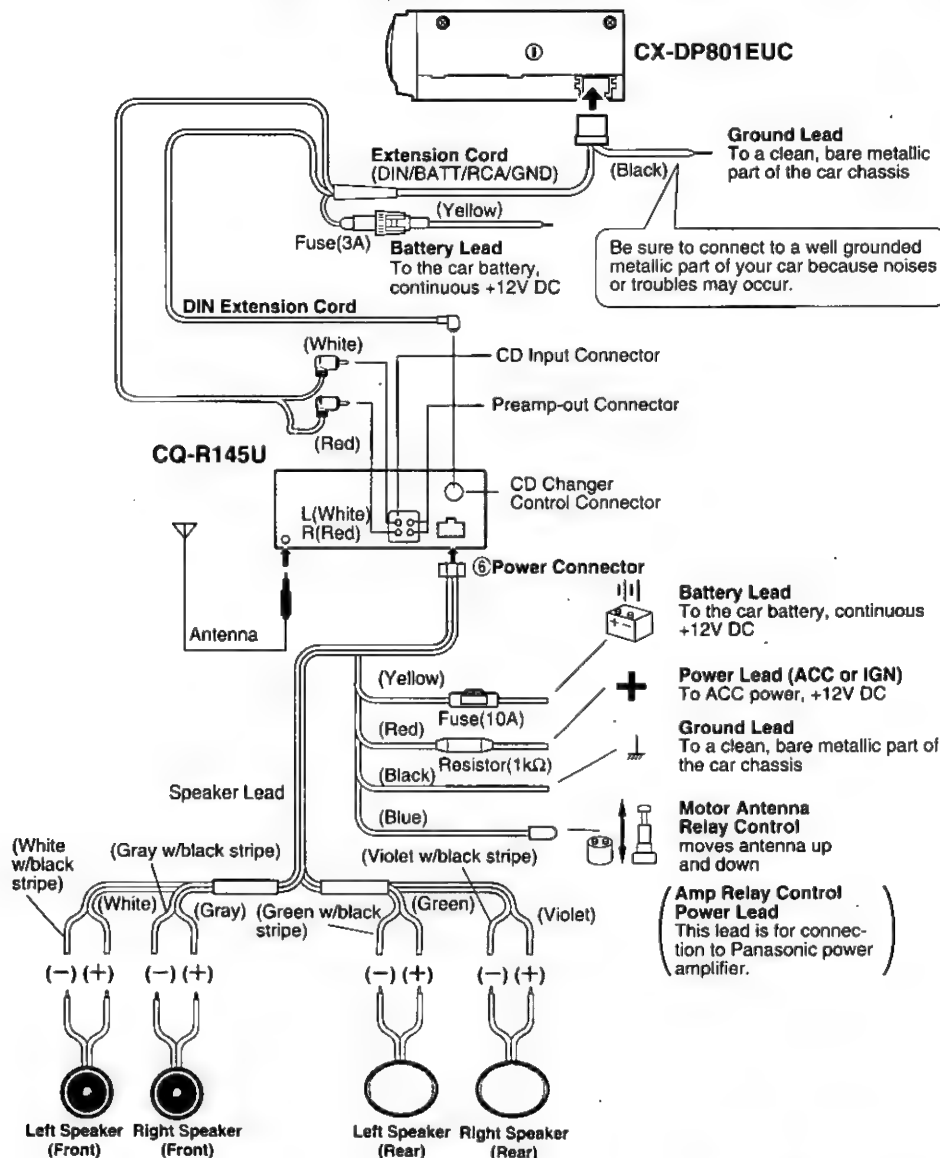 CX-DP801EUC
Ground Lead
To a clean, bare metallic
part of the car chassis
Extension Cord
(DIN/BATT/RCA/GND)
(Black)
(Yellow)
Fuse(3A)
Battery Lead
To the car battery,
continuous +12V DC
Be sure to connect to a well grounded
metallic part of your car because noises
or troubles may occur.
DIN Extension Cord
(White)
CD Input Connector
Preamp-out Connector
(Red)
CQ-R145U
CD Changer
Control Connector
L(White)
R(Red)
⑥Power Connector
Antenna
Battery Lead
To the car battery, continuous
+12V DC
(Yellow)
Fuse(10A)
Power Lead (ACC or IGN)
To ACC power, +12V DC
(Red)
Resistor(1kΩ)
Ground Lead
To a clean, bare metallic part of
the car chassis
(Black)
Speaker Lead
(Blue)
Motor Antenna
Relay Control
moves antenna up
and down
(Amp Relay Control
Power Lead
This lead is for connec-
tion to Panasonic power
amplifier.)
(White
w/black
stripe)
(Gray w/black stripe)
(Violet w/black stripe)
(White)
(Gray)
(Green w/black
stripe)
(Green)
(Violet)
(−) (+) (−) (+) (−) (+) (−) (+)
Left Speaker
(Front)
Right Speaker
(Front)
Left Speaker
(Rear)
Right Speaker
(Rear)